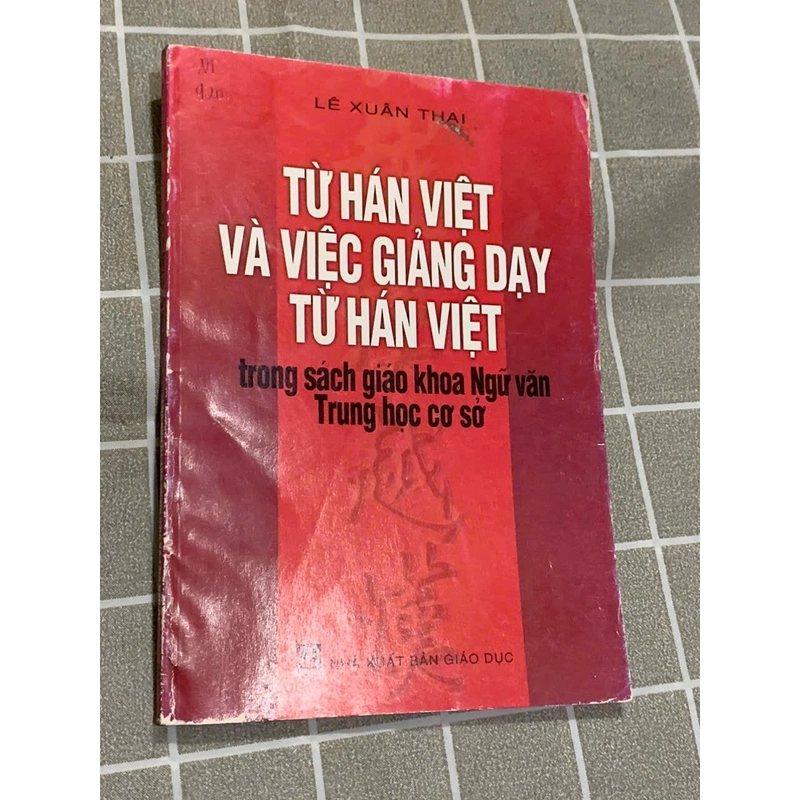 LÊ XUÂN THẠI
TỪ HÁN VIỆT
VÀ VIỆC GIẢNG DẠY
TỪ HÁN VIỆT
trong sách giáo khoa Ngữ văn
Trung học cơ sở
NHÀ XUẤT BẢN GIÁO DỤC